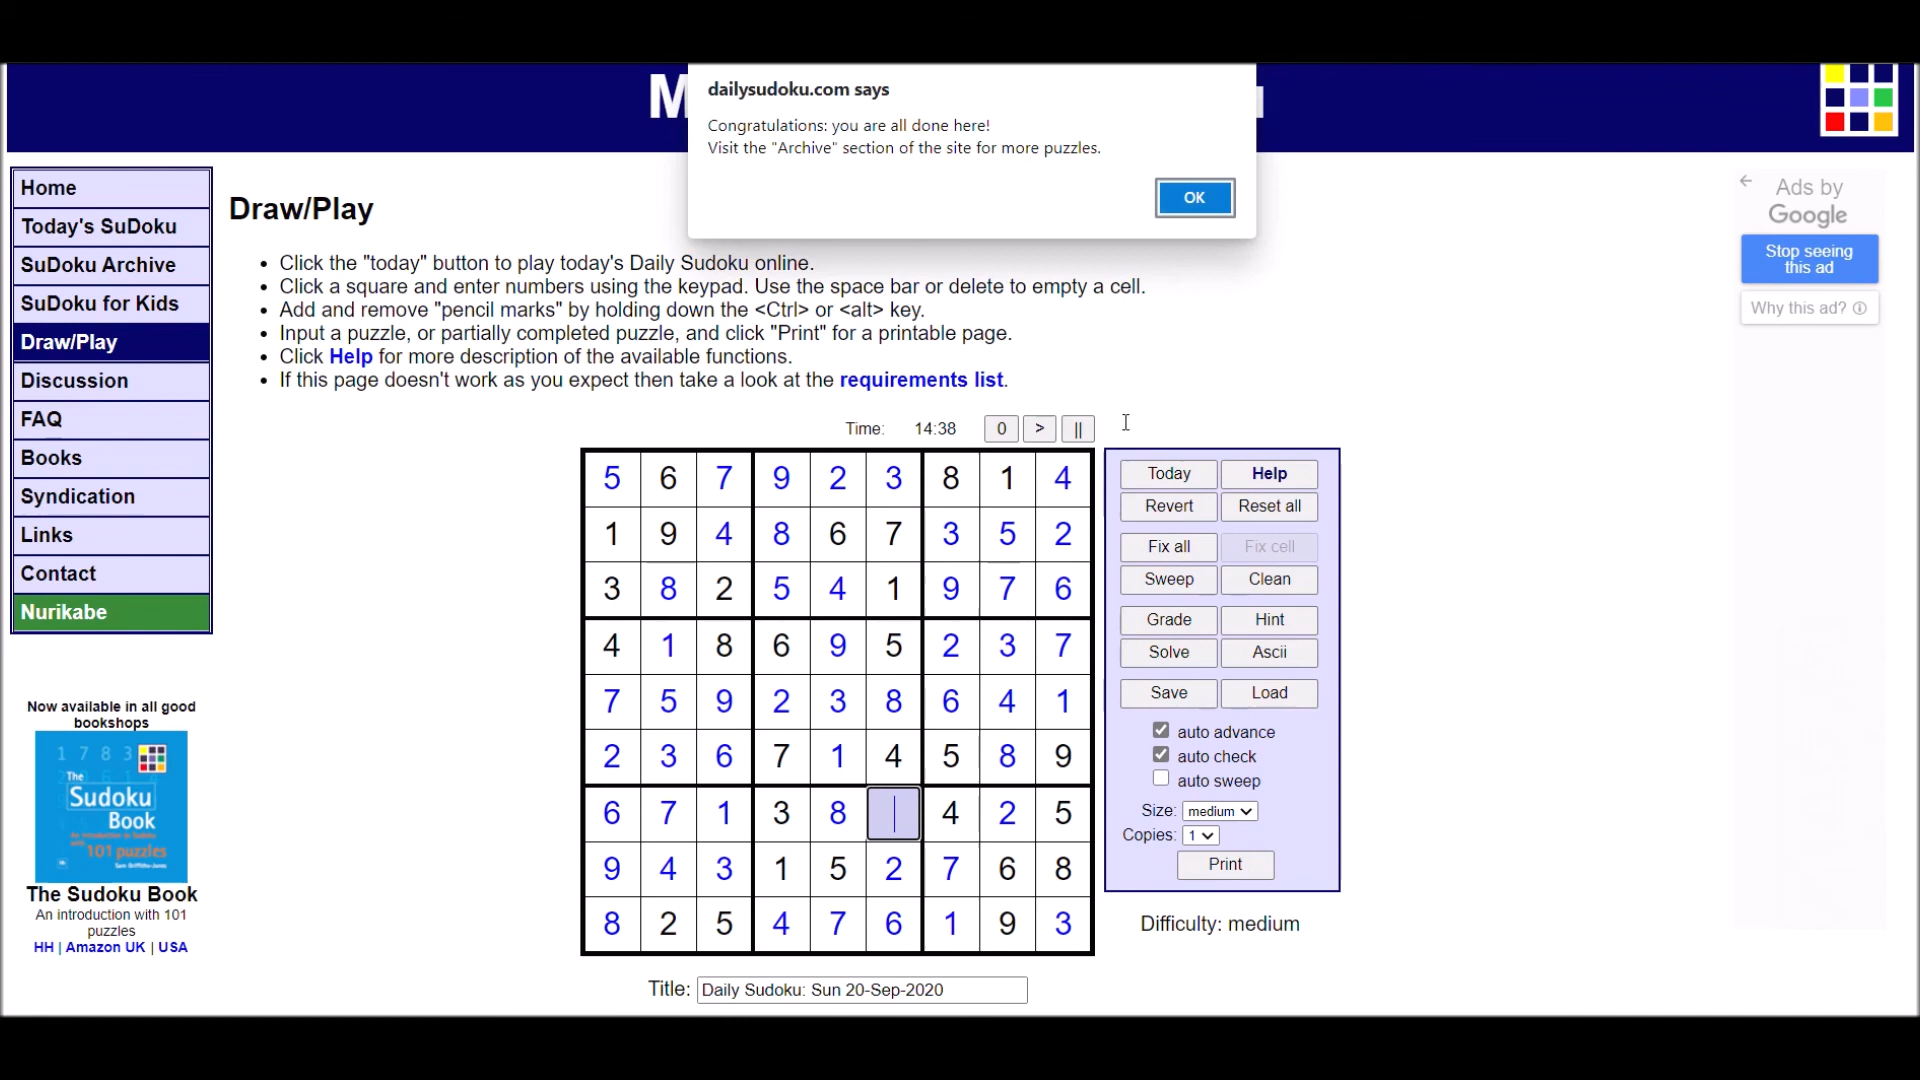 M
dailysudoku.com says
Congratulations: you are all done here!
Visit the "Archive" section of the site for more puzzles.
OK
Home
Today's SuDoku
SuDoku Archive
SuDoku for Kids
Draw/Play
Discussion
FAQ
Books
Syndication
Links
Contact
Nurikabe
Now available in all good
bookshops
1 7 8 3
The
Sudoku
Book
101 puzzles
The Sudoku Book
An introduction with 101
puzzles
HH | Amazon UK | USA
Draw/Play
• Click the "today" button to play today's Daily Sudoku online.
• Click a square and enter numbers using the keypad. Use the space bar or delete to empty a cell.
• Add and remove "pencil marks" by holding down the <Ctrl> or <alt> key.
• Input a puzzle, or partially completed puzzle, and click "Print" for a printable page.
• Click Help for more description of the available functions.
• If this page doesn't work as you expect then take a look at the requirements list.
Time: 14:38 0 > ||
5 6 7 9 2 3 8 1 4
1 9 4 8 6 7 3 5 2
3 8 2 5 4 1 9 7 6
4 1 8 6 9 5 2 3 7
7 5 9 2 3 8 6 4 1
2 3 6 7 1 4 5 8 9
6 7 1 3 8 4 2 5
9 4 3 1 5 2 7 6 8
8 2 5 4 7 6 1 9 3
Title: Daily Sudoku: Sun 20-Sep-2020
Today Help
Revert Reset all
Fix all Fix cell
Sweep Clean
Grade Hint
Solve Ascii
Save Load
auto advance
auto check
auto sweep
Size: medium
Copies: 1
Print
Difficulty: medium
Ads by
Google
Stop seeing
this ad
Why this ad?